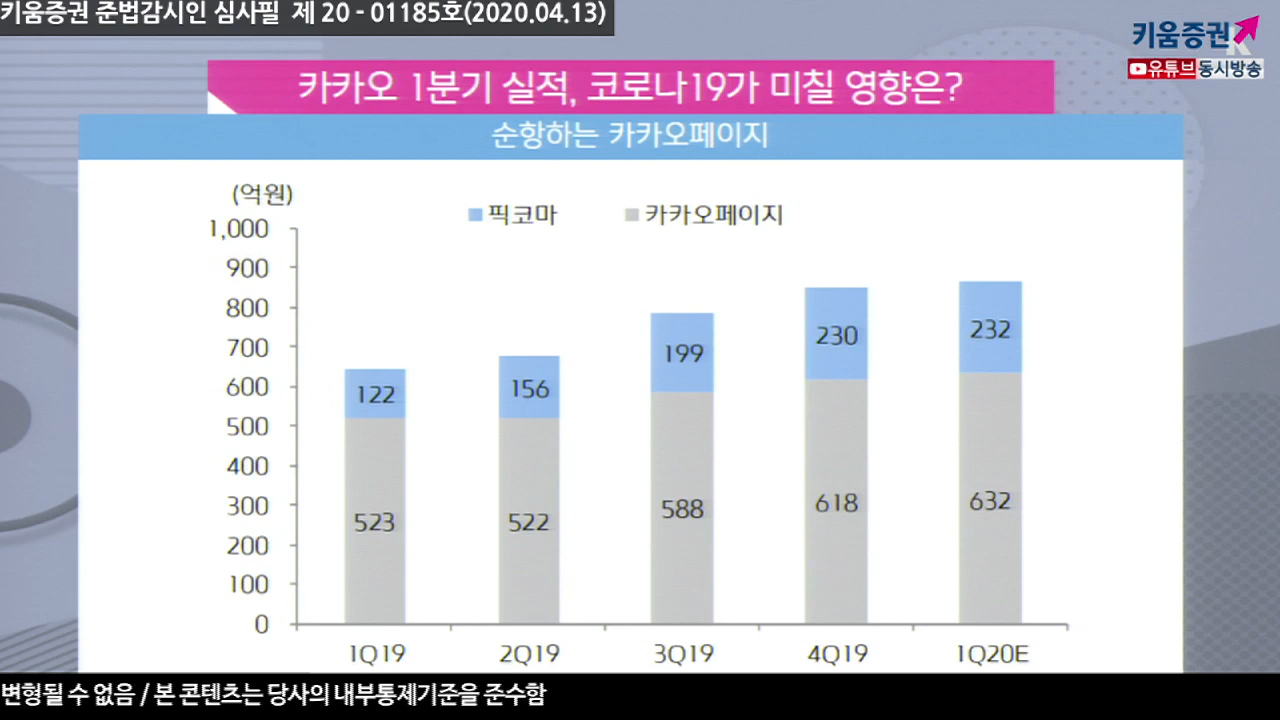 키움증권 준법감시인 심사필 제 20 - 01185호(2020.04.13)
키움증권
유튜브 동시방송
카카오 1분기 실적, 코로나19가 미칠 영향은?
순항하는 카카오페이지
(억원)
픽코마 카카오페이지
1,000
900
800
700
600
500
400
300
200
100
0
122 156 199 230 232
523 522 588 618 632
1Q19 2Q19 3Q19 4Q19 1Q20E
변형될 수 없음 / 본 콘텐츠는 당사의 내부통제기준을 준수함